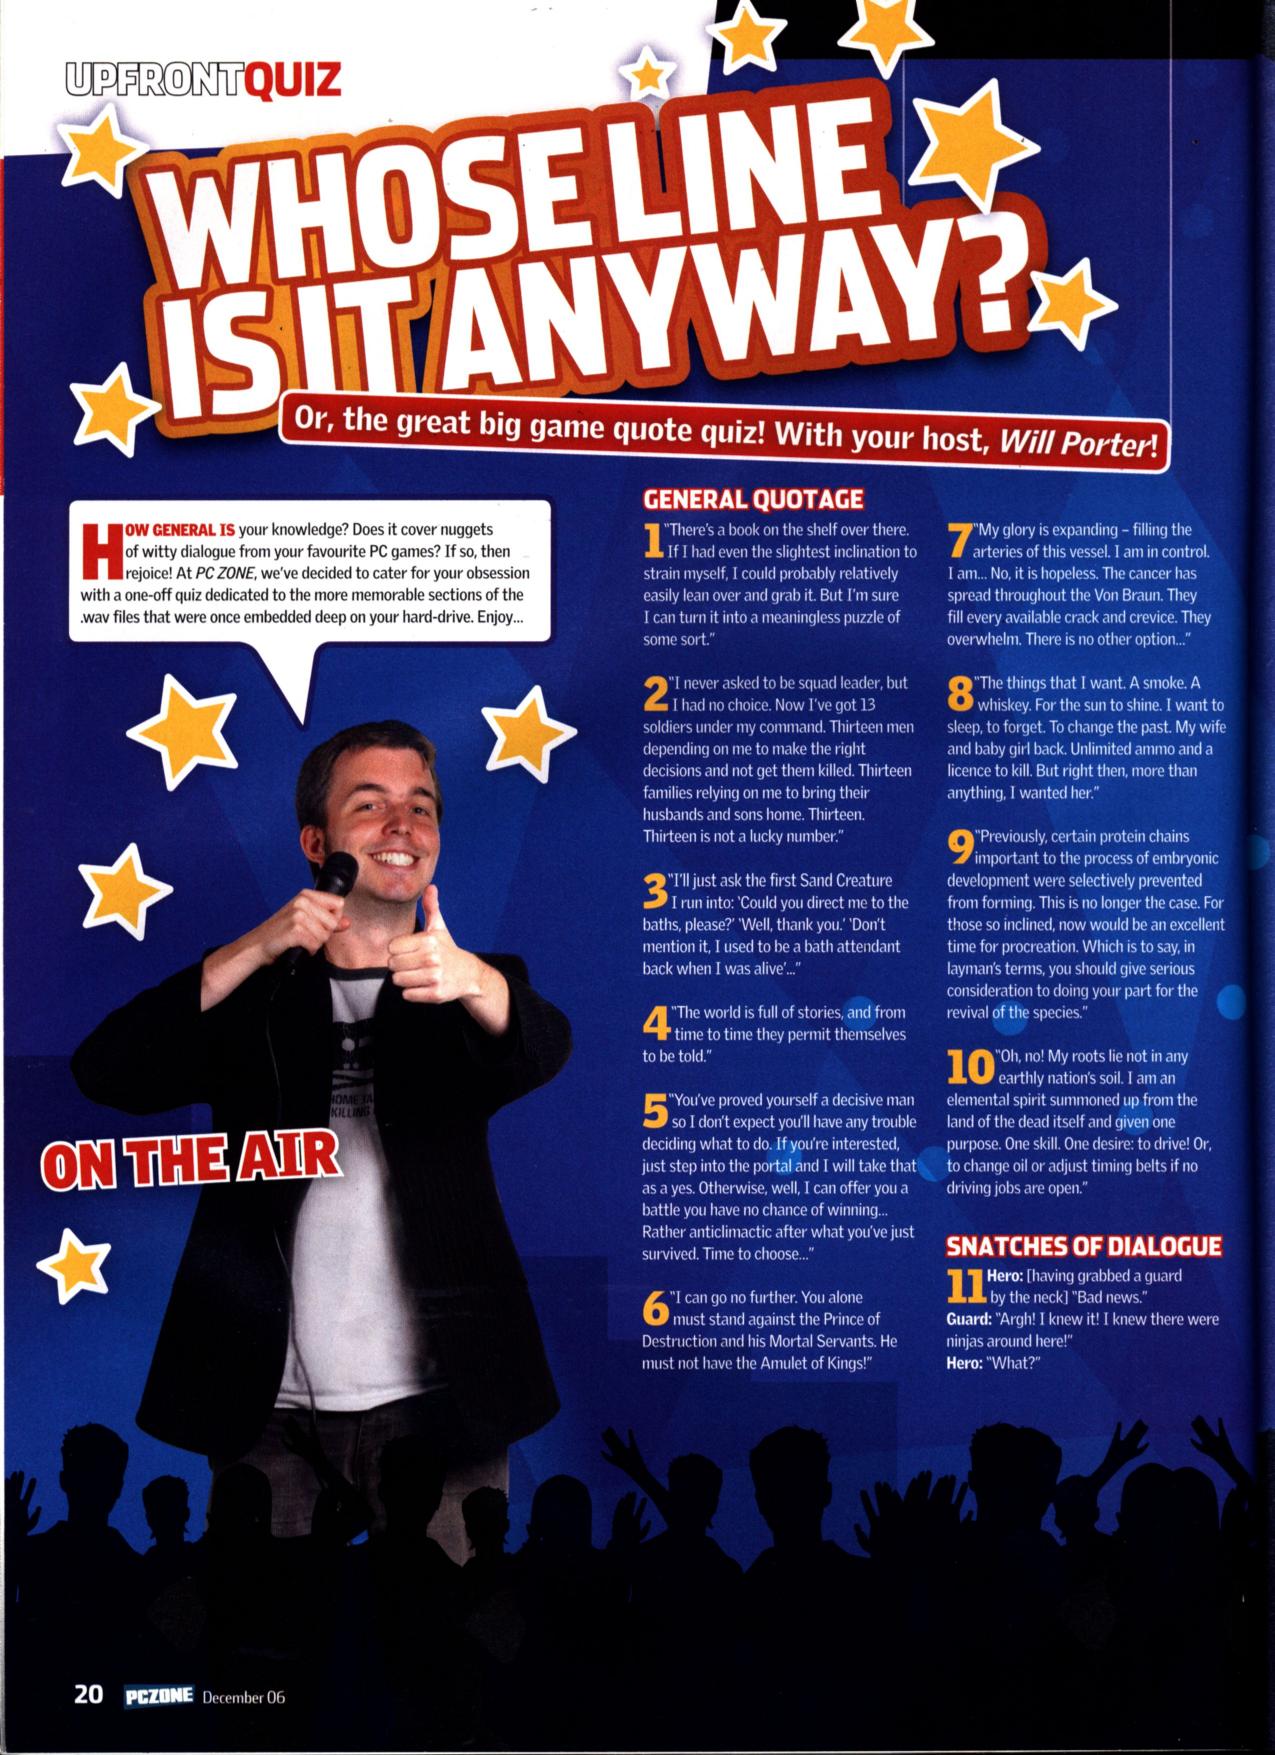 UPFRONTQUIZ
WHOSE LINE
IS IT ANYWAY?
Or, the great big game quote quiz! With your host, Will Porter!
HOW GENERAL IS your knowledge? Does it cover nuggets
of witty dialogue from your favourite PC games? If so, then
rejoice! At PC ZONE, we've decided to cater for your obsession
with a one-off quiz dedicated to the more memorable sections of the
.wav files that were once embedded deep on your hard-drive. Enjoy...
ON THE AIR
GENERAL QUOTAGE
1 "There's a book on the shelf over there.
If I had even the slightest inclination to
strain myself, I could probably relatively
easily lean over and grab it. But I'm sure
I can turn it into a meaningless puzzle of
some sort."
2 "I never asked to be squad leader, but
I had no choice. Now I've got 13
soldiers under my command. Thirteen men
depending on me to make the right
decisions and not get them killed. Thirteen
families relying on me to bring their
husbands and sons home. Thirteen.
Thirteen is not a lucky number."
3 "I'll just ask the first Sand Creature
I run into: 'Could you direct me to the
baths, please?' 'Well, thank you.' 'Don't
mention it, I used to be a bath attendant
back when I was alive'..."
4 "The world is full of stories, and from
time to time they permit themselves
to be told."
5 "You've proved yourself a decisive man
so I don't expect you'll have any trouble
deciding what to do. If you're interested,
just step into the portal and I will take that
as a yes. Otherwise, well, I can offer you a
battle you have no chance of winning...
Rather anticlimactic after what you've just
survived. Time to choose..."
6 "I can go no further. You alone
must stand against the Prince of
Destruction and his Mortal Servants. He
must not have the Amulet of Kings!"
7 "My glory is expanding – filling the
arteries of this vessel. I am in control.
I am... No, it is hopeless. The cancer has
spread throughout the Von Braun. They
fill every available crack and crevice. They
overwhelm. There is no other option..."
8 "The things that I want. A smoke. A
whiskey. For the sun to shine. I want to
sleep, to forget. To change the past. My wife
and baby girl back. Unlimited ammo and a
licence to kill. But right then, more than
anything, I wanted her."
9 "Previously, certain protein chains
important to the process of embryonic
development were selectively prevented
from forming. This is no longer the case. For
those so inclined, now would be an excellent
time for procreation. Which is to say, in
layman's terms, you should give serious
consideration to doing your part for the
revival of the species."
10 "Oh, no! My roots lie not in any
earthly nation's soil. I am an
elemental spirit summoned up from the
land of the dead itself and given one
purpose. One skill. One desire: to drive! Or,
to change oil or adjust timing belts if no
driving jobs are open."
SNATCHES OF DIALOGUE
11 Hero: [having grabbed a guard
by the neck] "Bad news."
Guard: "Argh! I knew it! I knew there were
ninjas around here!"
Hero: "What?"
20 PCZONE December 06